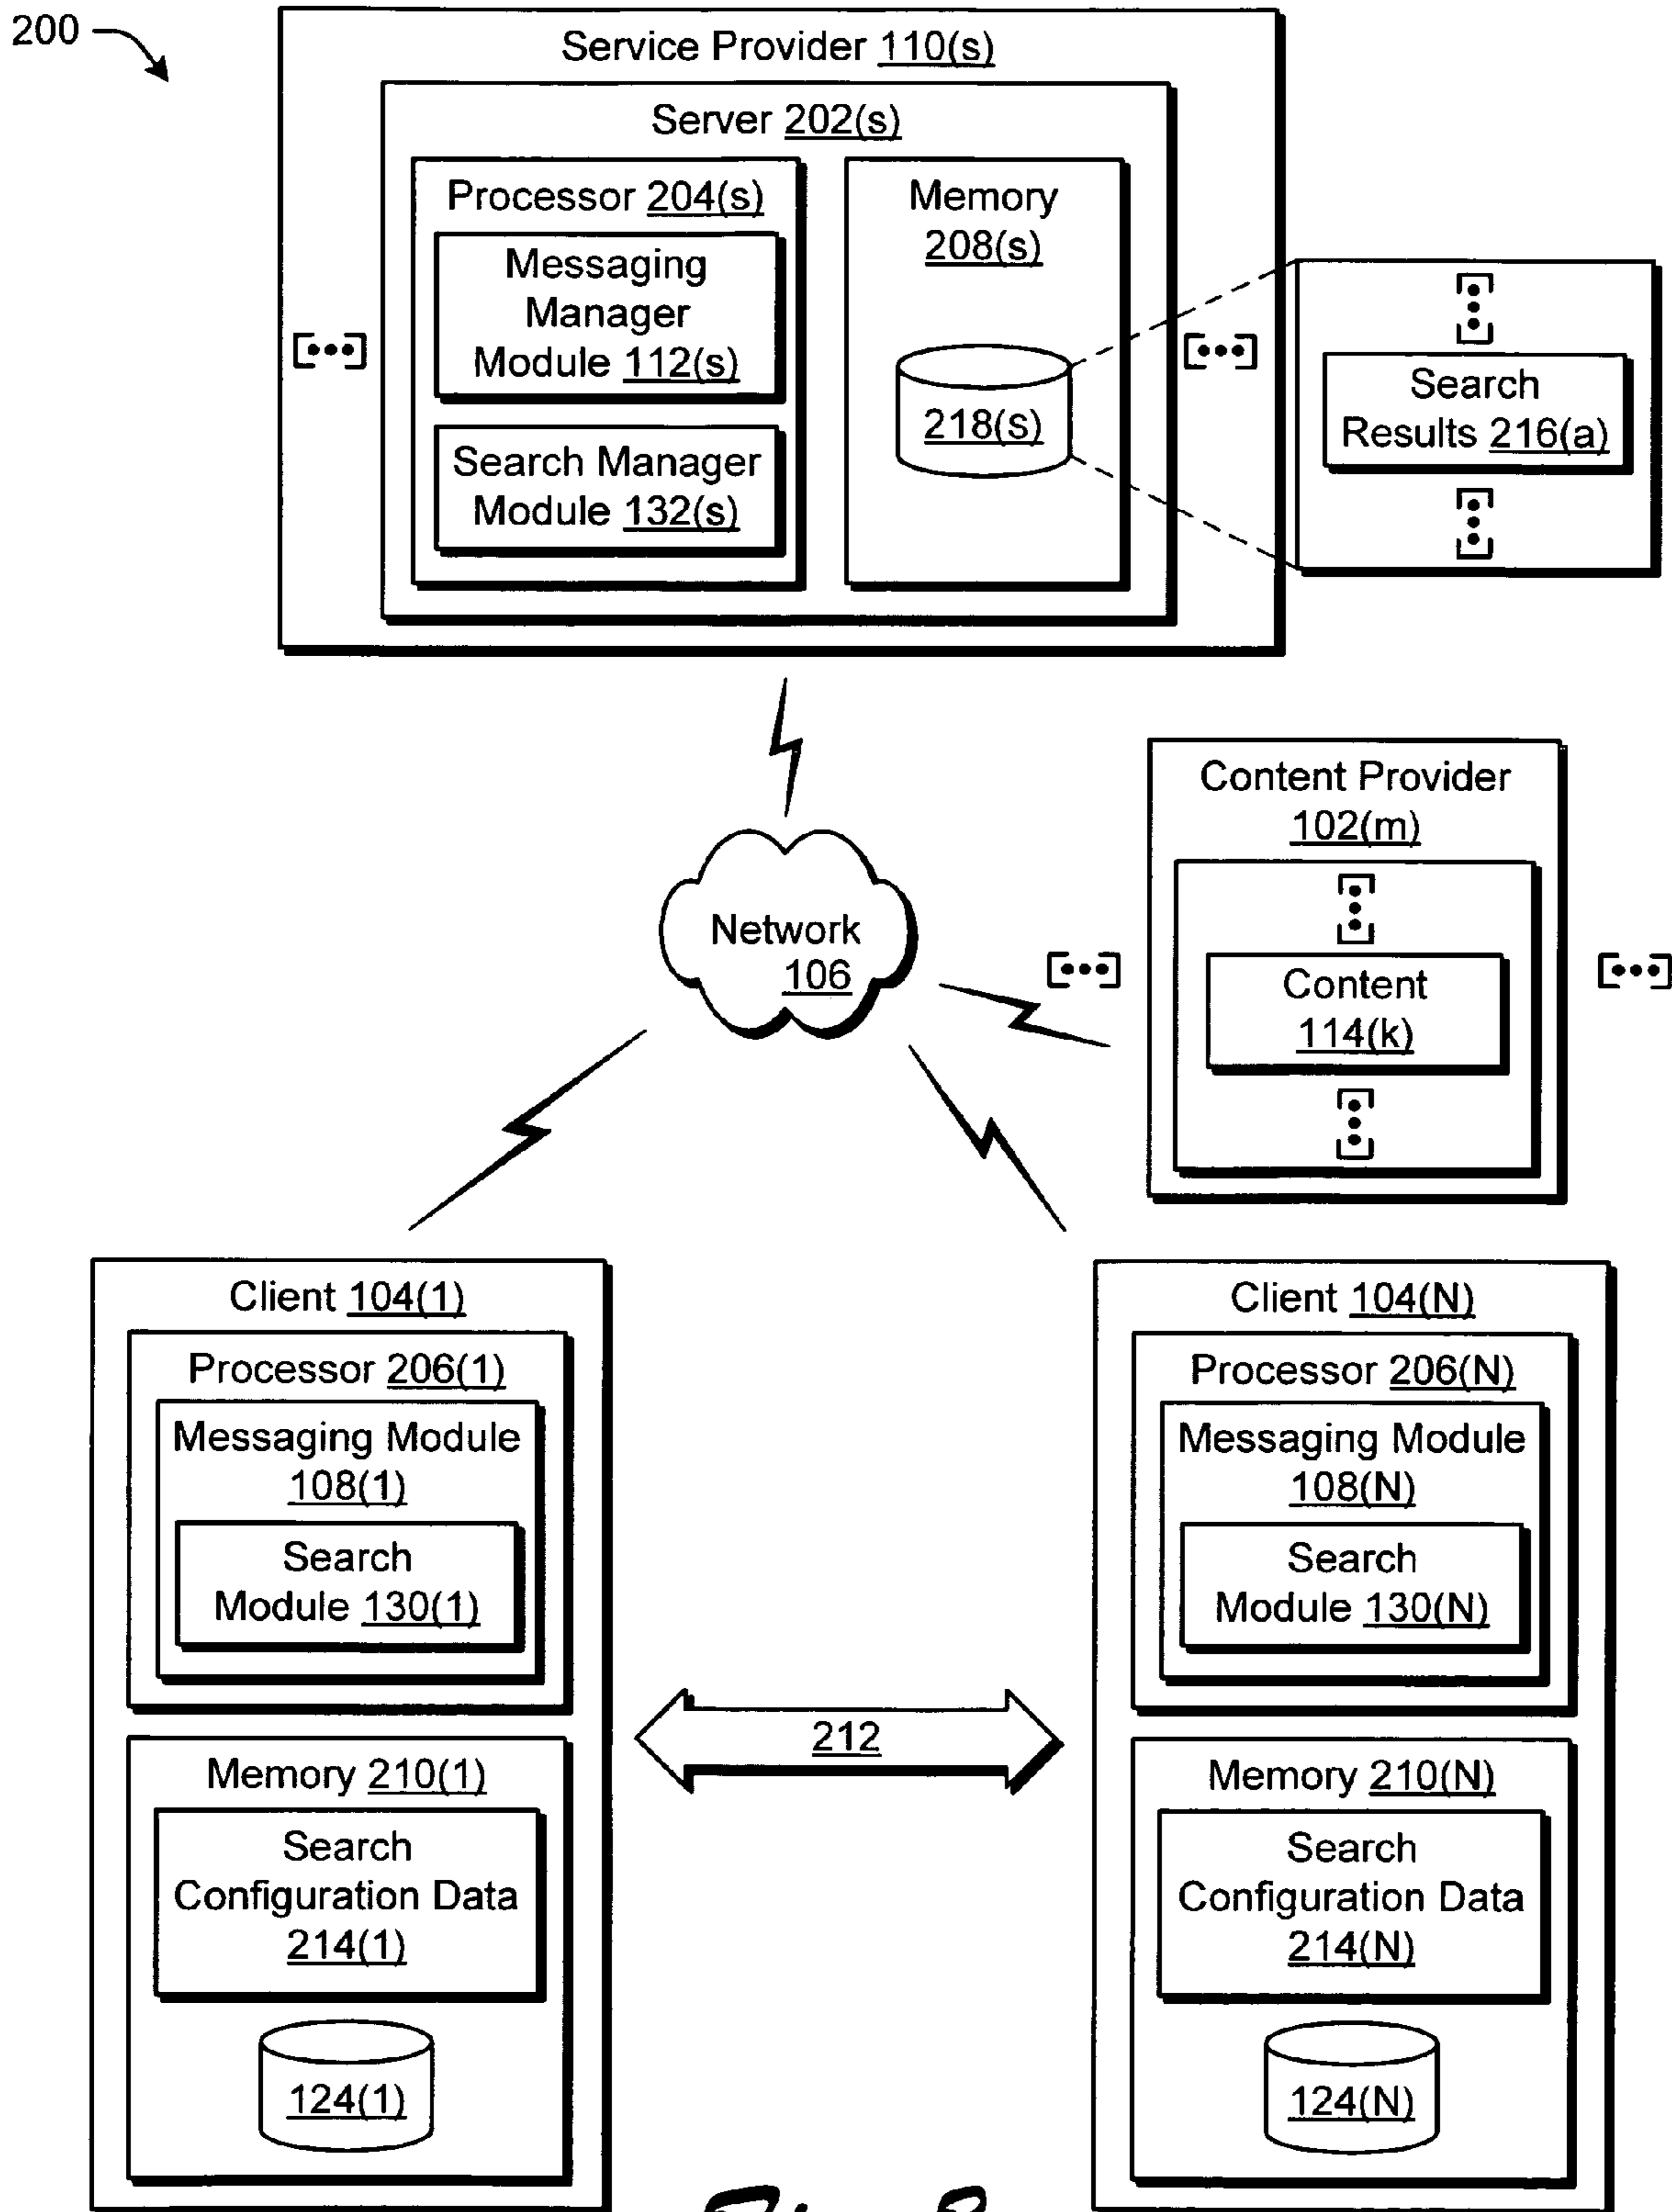 200
Service Provider 110(s)
Server 202(s)
Processor 204(s)
Messaging
Manager
Module 112(s)
Search Manager
Module 132(s)
Memory
208(s)
218(s)
[•••]
[•••]
[•••]
Search
Results 216(a)
[•••]
Network
106
Content Provider
102(m)
[•••]
Content
114(k)
[•••]
[•••]
[•••]
Client 104(1)
Processor 206(1)
Messaging Module
108(1)
Search
Module 130(1)
Memory 210(1)
Search
Configuration Data
214(1)
124(1)
212
Client 104(N)
Processor 206(N)
Messaging Module
108(N)
Search
Module 130(N)
Memory 210(N)
Search
Configuration Data
214(N)
124(N)